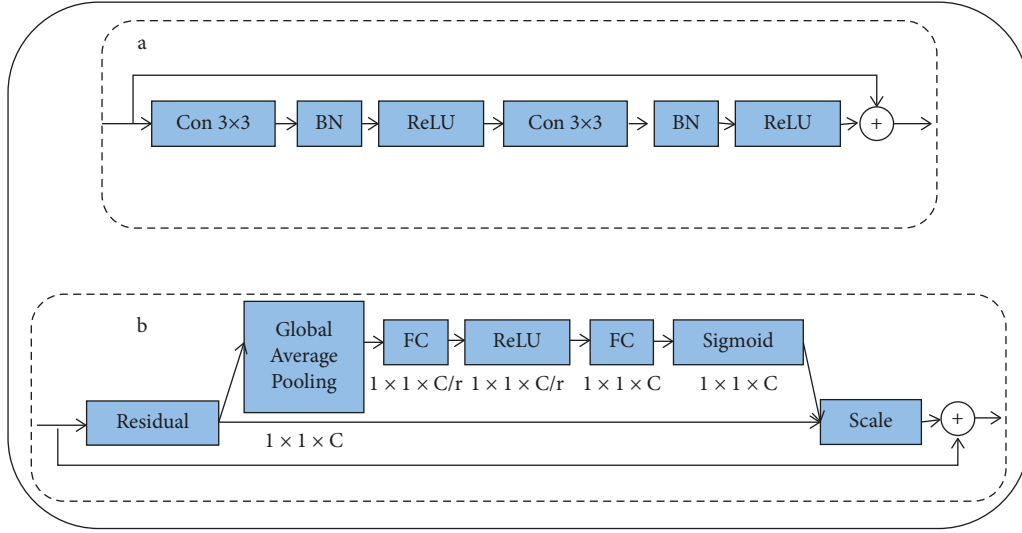 a
Con 3×3
BN
ReLU
Con 3×3
BN
ReLU
+
b
Global
Average
Pooling
FC
ReLU
FC
Sigmoid
1 × 1 × C/r
1 × 1 × C/r
1 × 1 × C
1 × 1 × C
Residual
Scale
+
1 × 1 × C